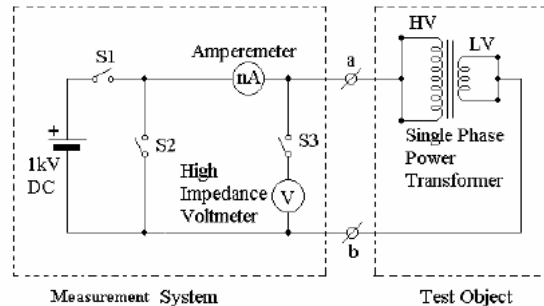 S1
Amperemeter
nA
a
HV
LV
+
1kV
DC
S2
S3
High
Impedance
Voltmeter
V
b
Single Phase
Power
Transformer
Measurement System
Test Object